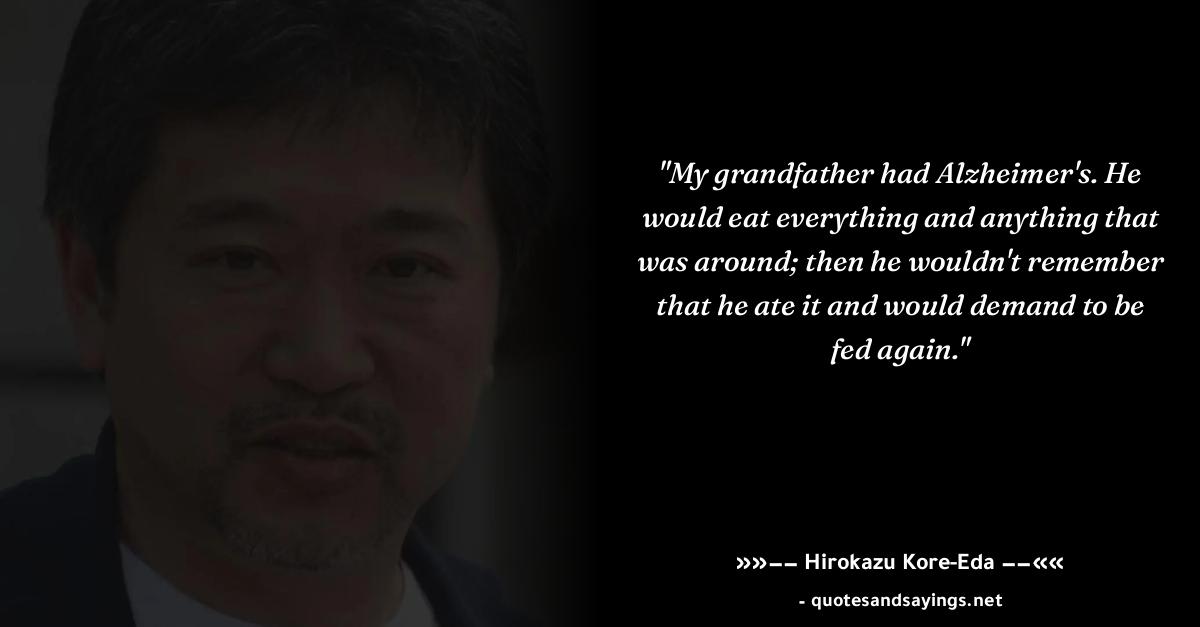 "My grandfather had Alzheimer's. He
would eat everything and anything that
was around; then he wouldn't remember
that he ate it and would demand to be
fed again."
»»−− Hirokazu Kore-Eda −−««
- quotesandsayings.net